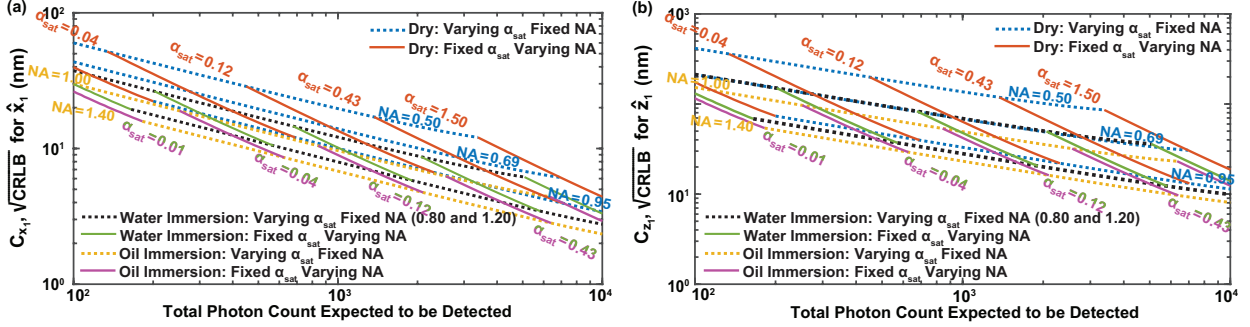 (a)
10²
10¹
10⁰
C_{x_1}, √CRLB for x̂₁ (nm)
α_sat=0.04
α_sat=0.12
α_sat=0.43
α_sat=1.50
Dry: Varying α_sat Fixed NA
Dry: Fixed α_sat Varying NA
NA=1.00
NA=1.40
NA=0.50
NA=0.69
NA=0.95
α_sat=0.01
α_sat=0.04
α_sat=0.12
α_sat=0.43
Water Immersion: Varying α_sat Fixed NA (0.80 and 1.20)
Water Immersion: Fixed α_sat Varying NA
Oil Immersion: Varying α_sat Fixed NA
Oil Immersion: Fixed α_sat Varying NA
10² 10³ 10⁴
Total Photon Count Expected to be Detected
(b)
10³
10¹
10⁰
C_{z_1}, √CRLB for ẑ₁ (nm)
α_sat=0.04
α_sat=0.12
α_sat=0.43
α_sat=1.50
Dry: Varying α_sat Fixed NA
Dry: Fixed α_sat Varying NA
NA=1.00
NA=1.40
NA=0.50
NA=0.69
NA=0.95
α_sat=0.01
α_sat=0.04
α_sat=0.12
α_sat=0.43
Water Immersion: Varying α_sat Fixed NA (0.80 and 1.20)
Water Immersion: Fixed α_sat Varying NA
Oil Immersion: Varying α_sat Fixed NA
Oil Immersion: Fixed α_sat Varying NA
10² 10³ 10⁴
Total Photon Count Expected to be Detected